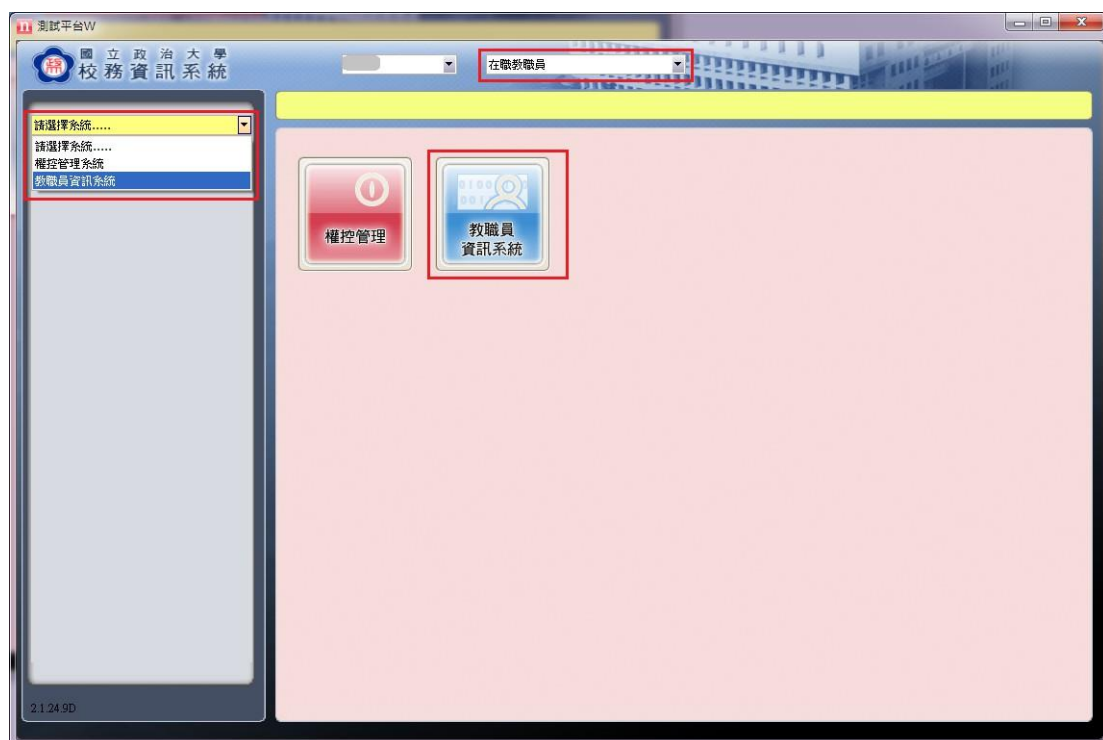 測試平台W
國立政治大學
校務資訊系統
在職教職員
請選擇系統.....
請選擇系統.....
權控管理系統
教職員資訊系統
權控管理
教職員
資訊系統
2.1.24.9D